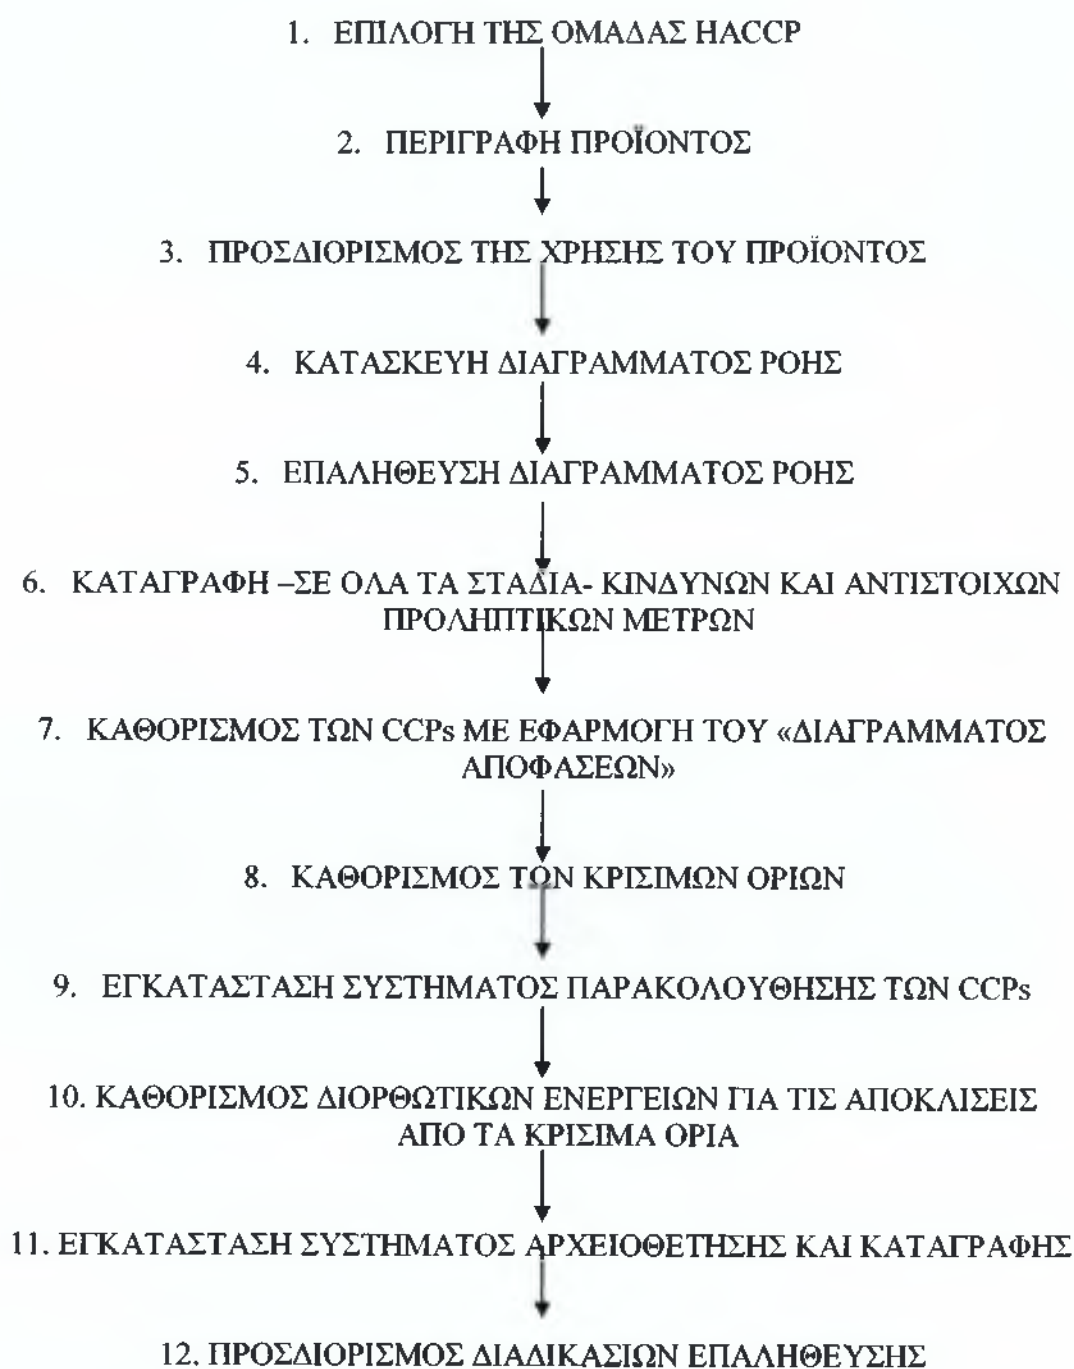 1. ΕΠΙΛΟΓΗ ΤΗΣ ΟΜΑΔΑΣ HACCP
2. ΠΕΡΙΓΡΑΦΗ ΠΡΟΪΟΝΤΟΣ
3. ΠΡΟΣΔΙΟΡΙΣΜΟΣ ΤΗΣ ΧΡΗΣΗΣ ΤΟΥ ΠΡΟΪΟΝΤΟΣ
4. ΚΑΤΑΣΚΕΥΗ ΔΙΑΓΡΑΜΜΑΤΟΣ ΡΟΗΣ
5. ΕΠΑΛΗΘΕΥΣΗ ΔΙΑΓΡΑΜΜΑΤΟΣ ΡΟΗΣ
6. ΚΑΤΑΓΡΑΦΗ –ΣΕ ΟΛΑ ΤΑ ΣΤΑΔΙΑ- ΚΙΝΔΥΝΩΝ ΚΑΙ ΑΝΤΙΣΤΟΙΧΩΝ
ΠΡΟΛΗΠΤΙΚΩΝ ΜΕΤΡΩΝ
7. ΚΑΘΟΡΙΣΜΟΣ ΤΩΝ CCPs ΜΕ ΕΦΑΡΜΟΓΗ ΤΟΥ «ΔΙΑΓΡΑΜΜΑΤΟΣ
ΑΠΟΦΑΣΕΩΝ»
8. ΚΑΘΟΡΙΣΜΟΣ ΤΩΝ ΚΡΙΣΙΜΩΝ ΟΡΙΩΝ
9. ΕΓΚΑΤΑΣΤΑΣΗ ΣΥΣΤΗΜΑΤΟΣ ΠΑΡΑΚΟΛΟΥΘΗΣΗΣ ΤΩΝ CCPs
10. ΚΑΘΟΡΙΣΜΟΣ ΔΙΟΡΘΩΤΙΚΩΝ ΕΝΕΡΓΕΙΩΝ ΓΙΑ ΤΙΣ ΑΠΟΚΛΙΣΕΙΣ
ΑΠΟ ΤΑ ΚΡΙΣΙΜΑ ΟΡΙΑ
11. ΕΓΚΑΤΑΣΤΑΣΗ ΣΥΣΤΗΜΑΤΟΣ ΑΡΧΕΙΟΘΕΤΗΣΗΣ ΚΑΙ ΚΑΤΑΓΡΑΦΗΣ
12. ΠΡΟΣΔΙΟΡΙΣΜΟΣ ΔΙΑΔΙΚΑΣΙΩΝ ΕΠΑΛΗΘΕΥΣΗΣ